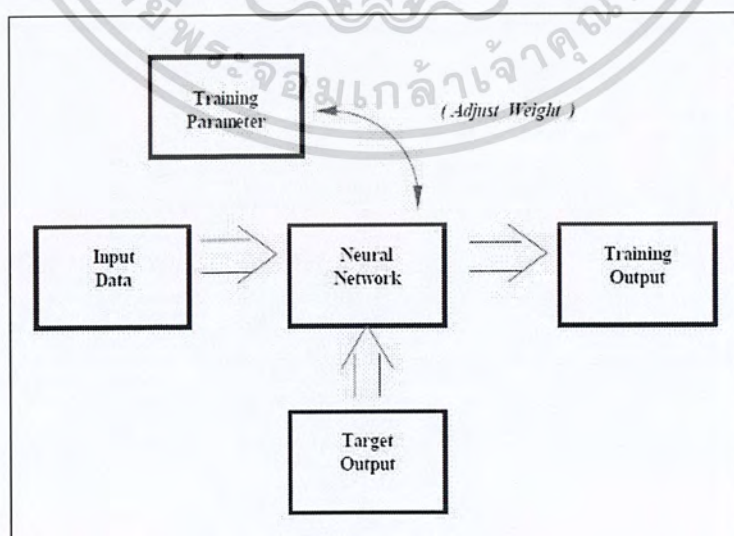 พระจอมเกล้าเจ้าคุณ
Training
Parameter
( Adjust Weight )
Input
Data
Neural
Network
Training
Output
Target
Output